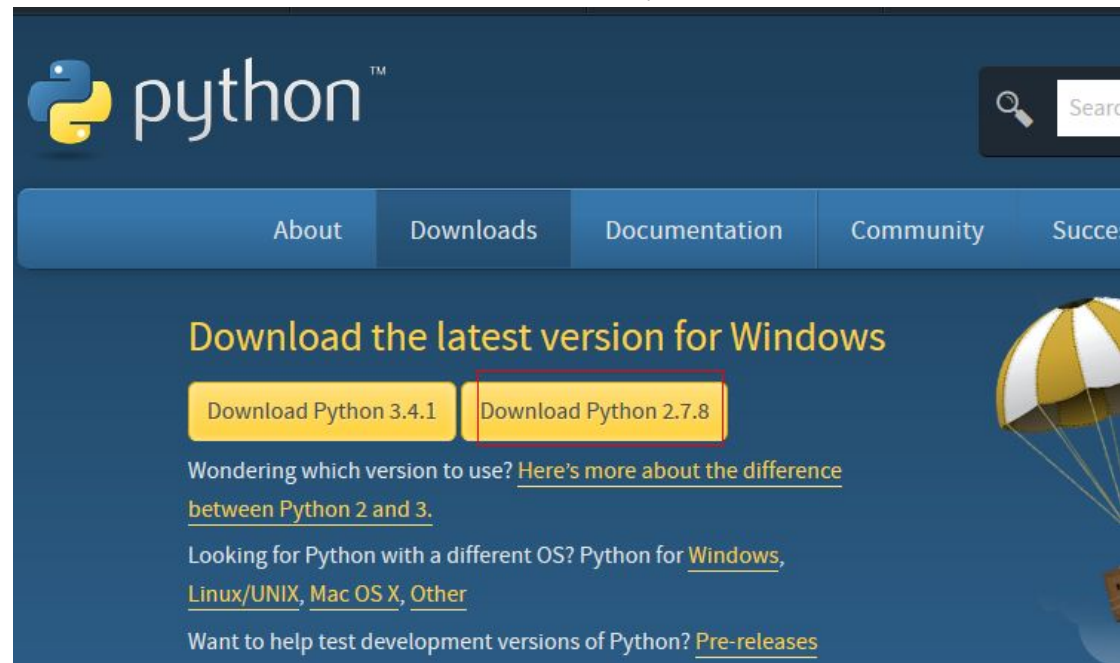 python™
About Downloads Documentation Community
Download the latest version for Windows
Download Python 3.4.1 Download Python 2.7.8
Wondering which version to use? Here's more about the difference
between Python 2 and 3.
Looking for Python with a different OS? Python for Windows,
Linux/UNIX, Mac OS X, Other
Want to help test development versions of Python? Pre-releases